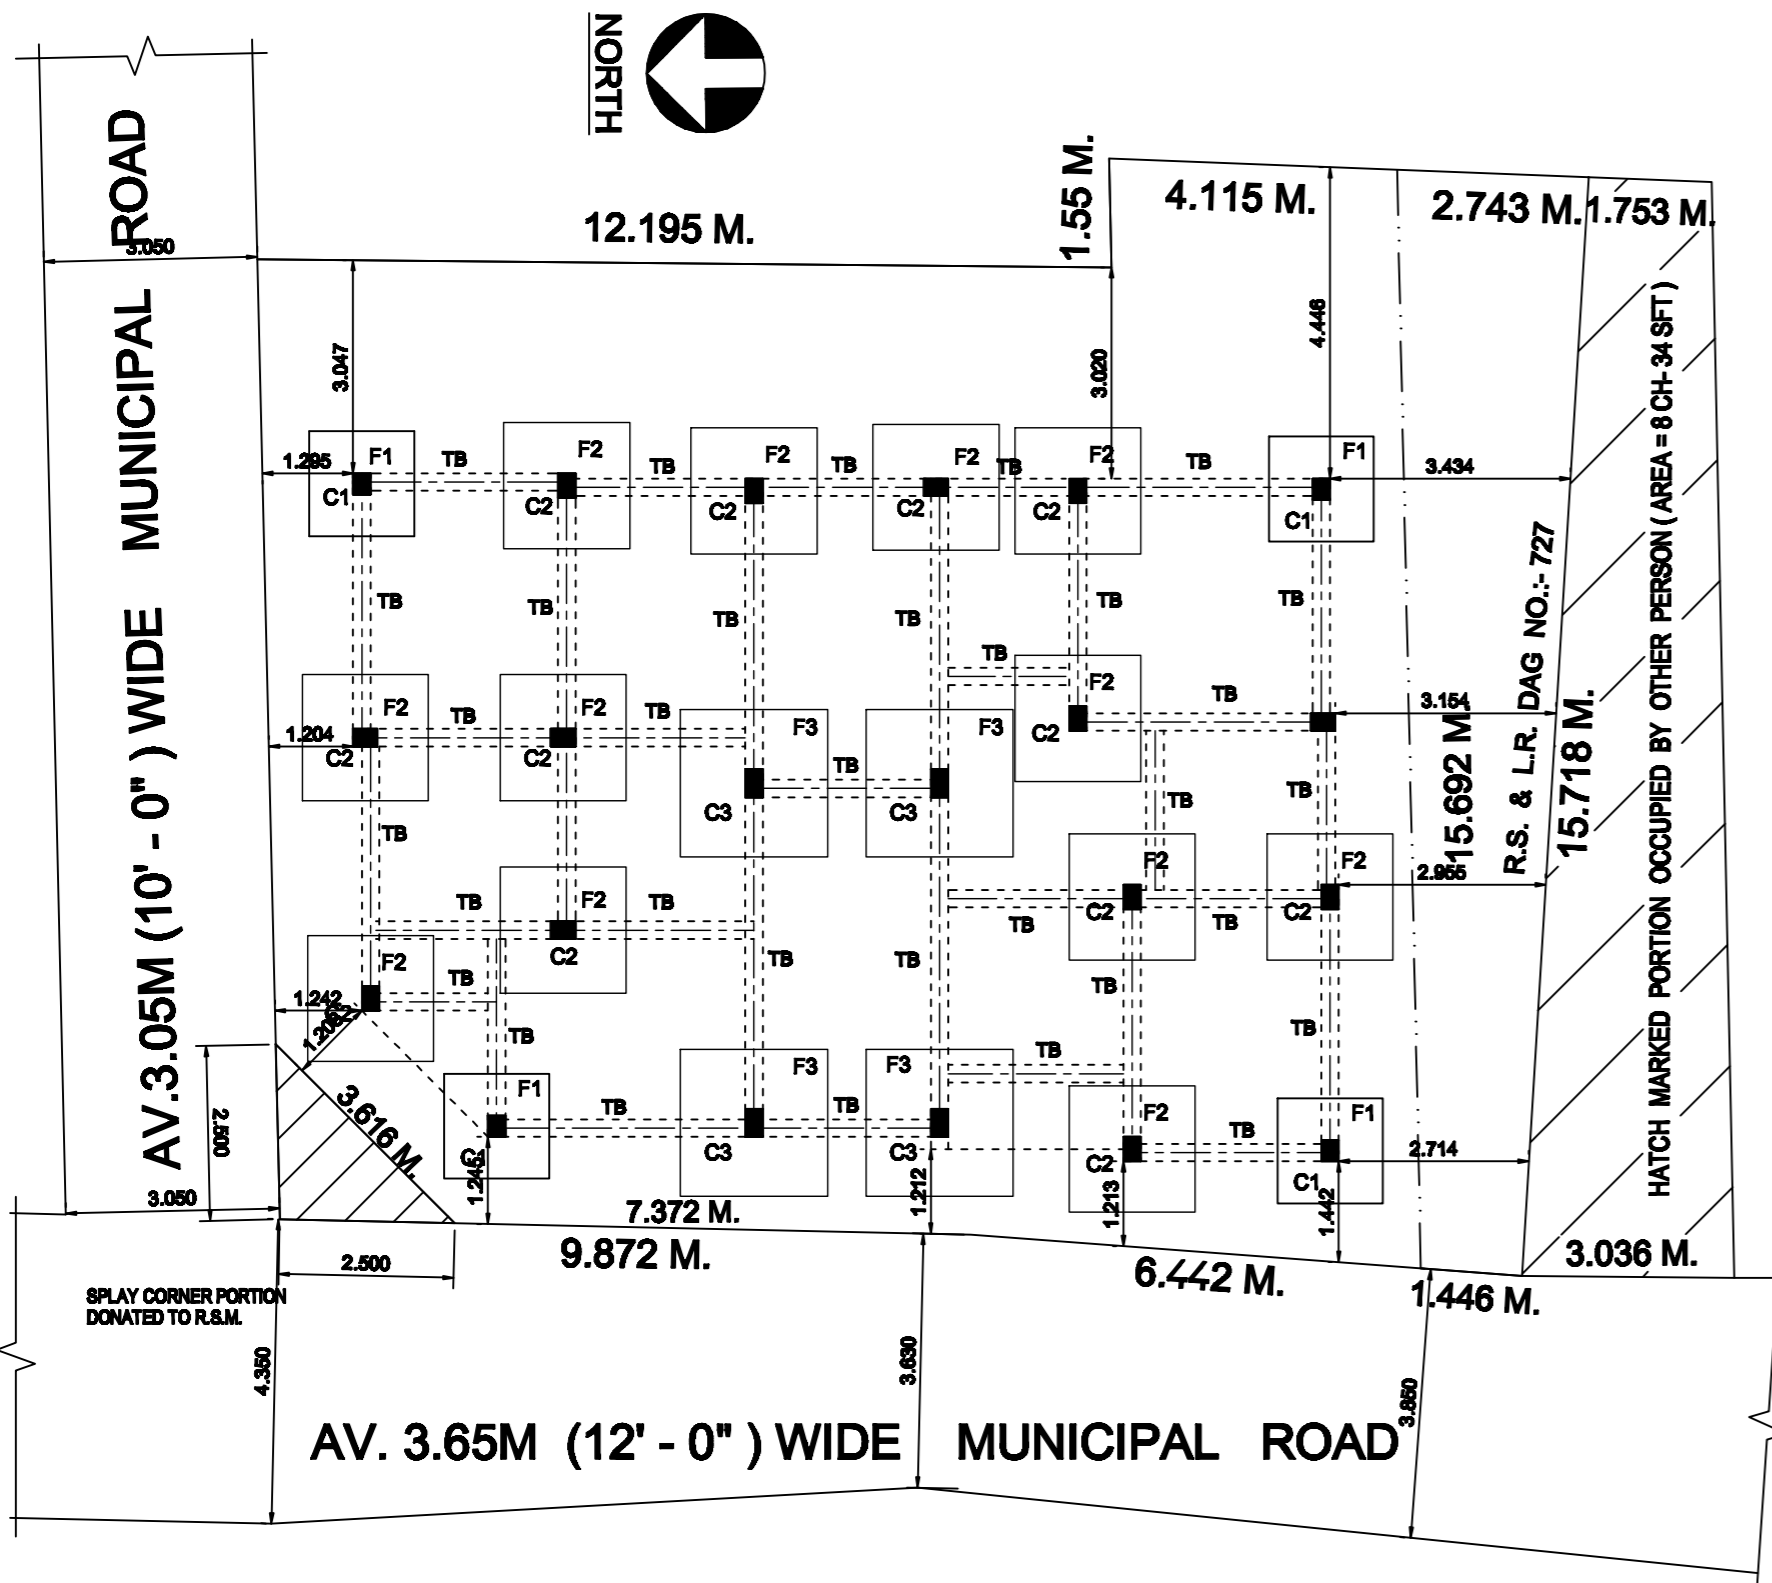 NORTH
AV.3.05M (10' - 0" ) WIDE MUNICIPAL ROAD
3.050
12.195 M.
1.55 M.
4.115 M.
2.743 M.
1.753 M.
3.047
3.020
4.446
1.295
F1
TB
F2
TB
F2
TB
F2
TB
F2
TB
F1
3.434
C1
C2
C2
C2
C2
C1
TB
TB
TB
TB
TB
TB
TB
F2
1.204
F2
TB
F2
TB
F3
F3
TB
3.154
C2
C2
C2
TB
C3
C3
TB
TB
TB
15.692 M.
R.S. & L.R. DAG NO.:- 727
15.718 M.
HATCH MARKED PORTION OCCUPIED BY OTHER PERSON ( AREA = 8 CH- 34 SFT )
F2
F2
2.955
TB
F2
TB
C2
C2
TB
TB
C2
F2
TB
TB
TB
TB
1.242
TB
TB
TB
F1
F3
TB
F3
TB
F2
TB
F1
2.500
3.616 M.
C3
C3
C2
2.714
C1
1.245
1.212
1.213
1.442
3.050
7.372 M.
9.872 M.
2.500
6.442 M.
1.446 M.
3.036 M.
SPLAY CORNER PORTION
DONATED TO R.S.M.
4.350
3.630
3.850
AV. 3.65M (12' - 0" ) WIDE MUNICIPAL ROAD